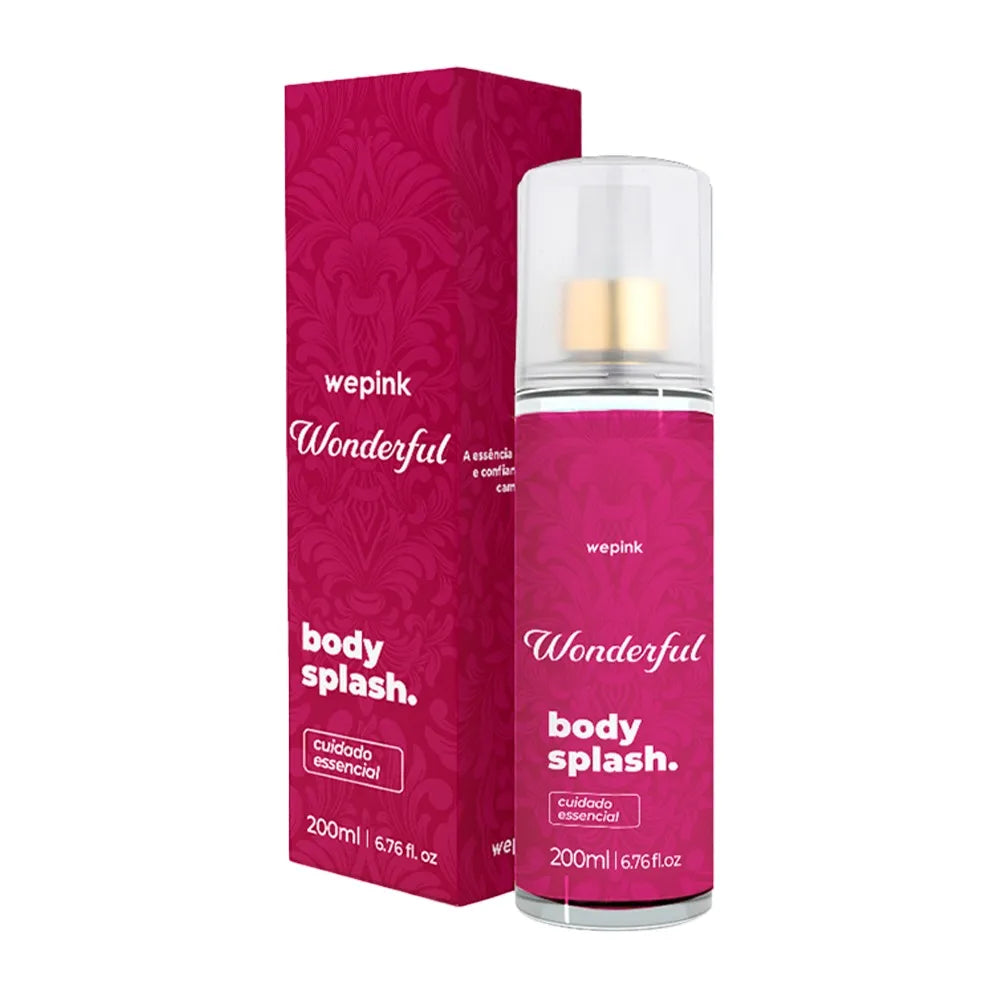 wepink
Wonderful
body
splash.
cuidado
essencial
200ml | 6.76 fl. oz
A essência
e
wepink
Wonderful
body
splash.
cuidado
essencial
200ml | 6.76 fl.oz